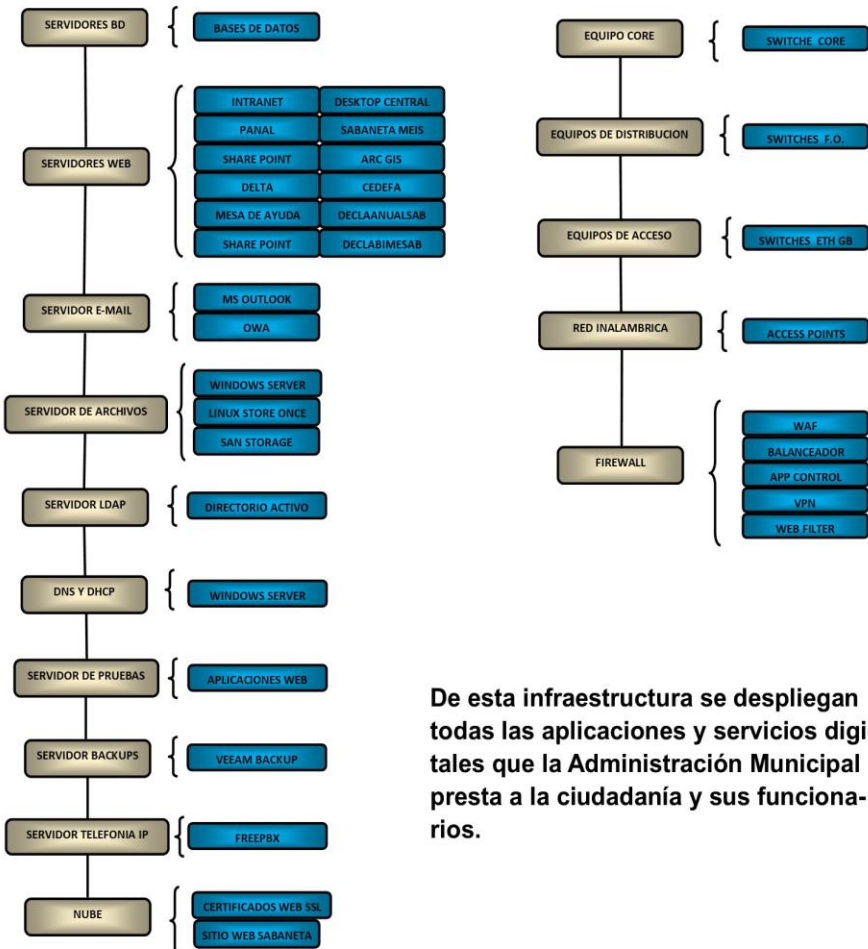 SERVIDORES BD
BASES DE DATOS
SERVIDORES WEB
INTRANET
DESKTOP CENTRAL
PANAL
SABANETA MEIS
SHARE POINT
ARC GIS
DELTA
CEDEFA
MESA DE AYUDA
DECLAANUALSAB
SHARE POINT
DECLABIMESAB
SERVIDOR E-MAIL
MS OUTLOOK
OWA
SERVIDOR DE ARCHIVOS
WINDOWS SERVER
LINUX STORE ONCE
SAN STORAGE
SERVIDOR LDAP
DIRECTORIO ACTIVO
DNS Y DHCP
WINDOWS SERVER
SERVIDOR DE PRUEBAS
APLICACIONES WEB
SERVIDOR BACKUPS
VEEAM BACKUP
SERVIDOR TELEFONIA IP
FREEPBX
NUBE
CERTIFICADOS WEB SSL
SITIO WEB SABANETA
EQUIPO CORE
SWITCHE CORE
EQUIPOS DE DISTRIBUCION
SWITCHES F.O.
EQUIPOS DE ACCESO
SWITCHES ETH GB
RED INALAMBRICA
ACCESS POINTS
FIREWALL
WAF
BALANCEADOR
APP CONTROL
VPN
WEB FILTER
De esta infraestructura se despliegan
todas las aplicaciones y servicios digi
tales que la Administración Municipal
presta a la ciudadanía y sus funciona-
rios.